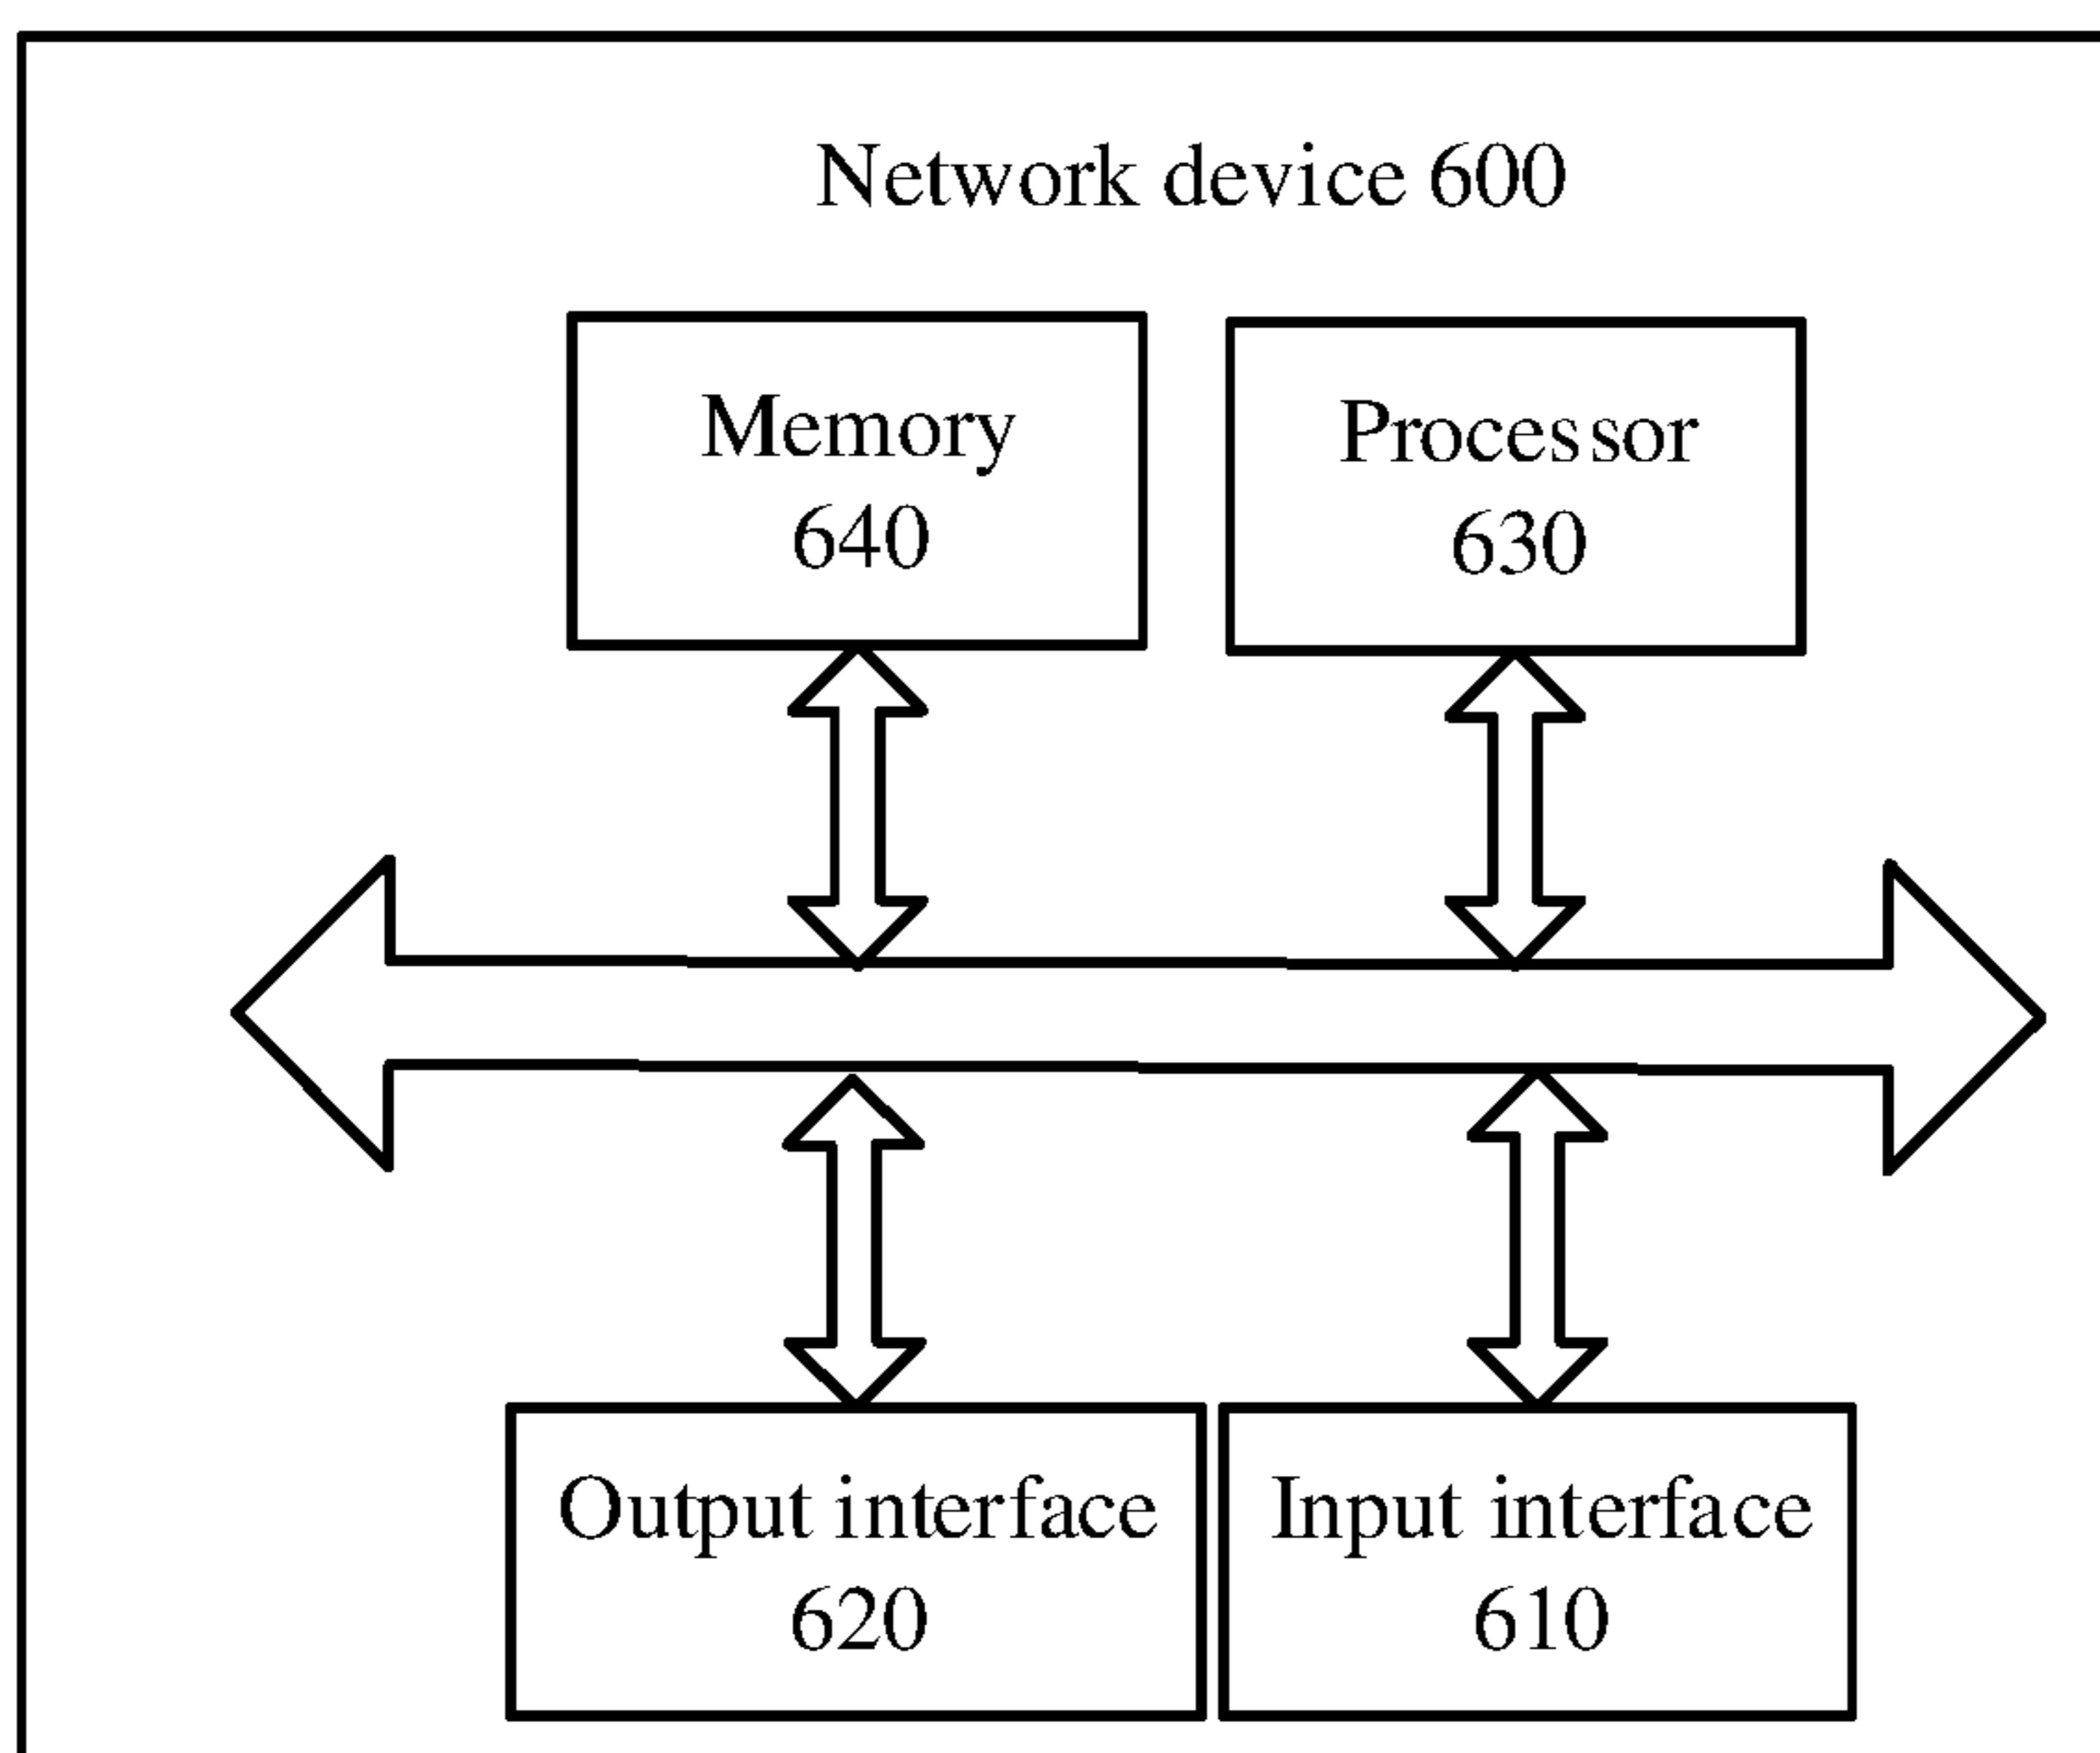 Network device 600
Memory
640
Processor
630
Output interface
620
Input interface
610